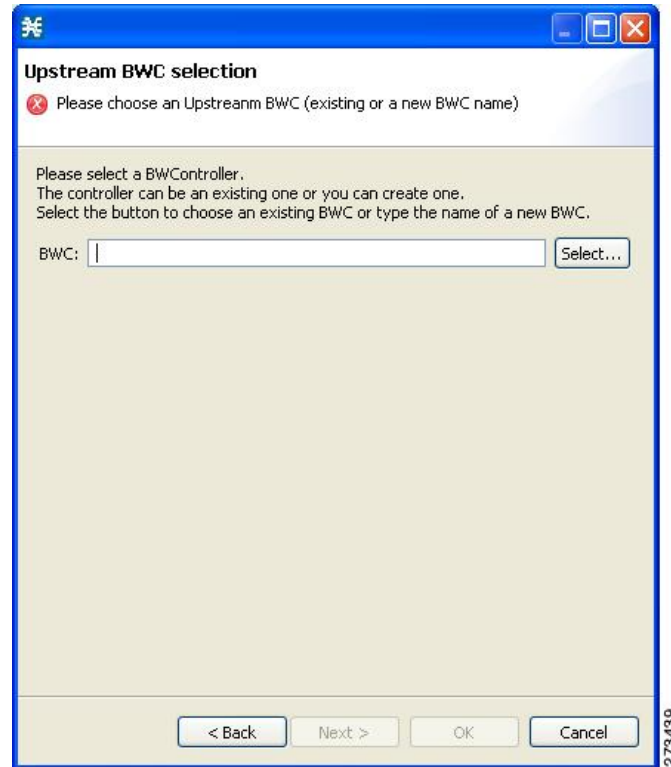 Upstream BWC selection
Please choose an Upstreanm BWC (existing or a new BWC name)
Please select a BWController.
The controller can be an existing one or you can create one.
Select the button to choose an existing BWC or type the name of a new BWC.
BWC: Select...
< Back Next > OK Cancel
273439